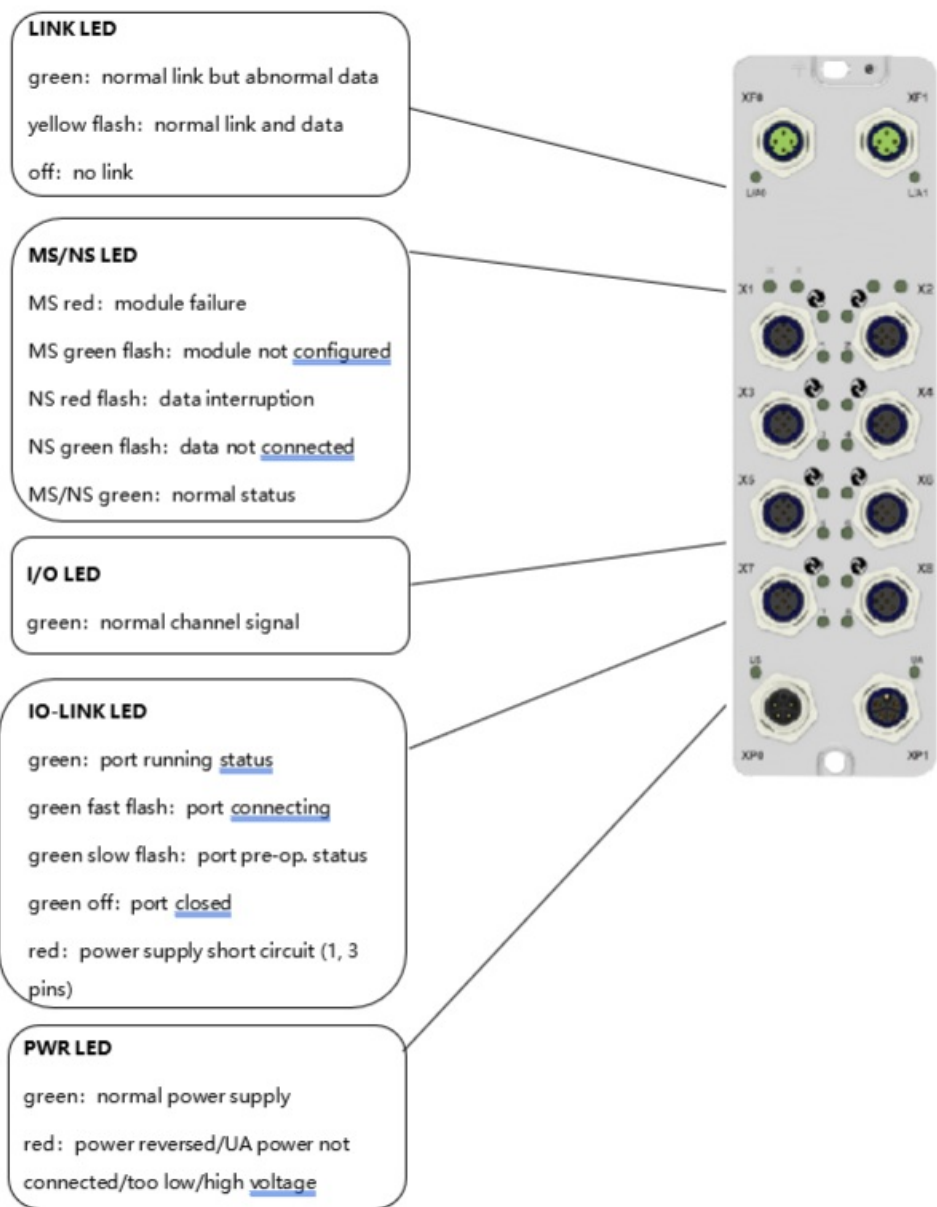 LINK LED
green: normal link but abnormal data
yellow flash: normal link and data
off: no link
MS/NS LED
MS red: module failure
MS green flash: module not configured
NS red flash: data interruption
NS green flash: data not connected
MS/NS green: normal status
I/O LED
green: normal channel signal
IO-LINK LED
green: port running status
green fast flash: port connecting
green slow flash: port pre-op. status
green off: port closed
red: power supply short circuit (1, 3
pins)
PWR LED
green: normal power supply
red: power reversed/UA power not
connected/too low/high voltage
XF0 XF1
L/A0 L/A1
X1 X2
X3 X4
X5 X6
X7 X8
US UA
XP0 XP1